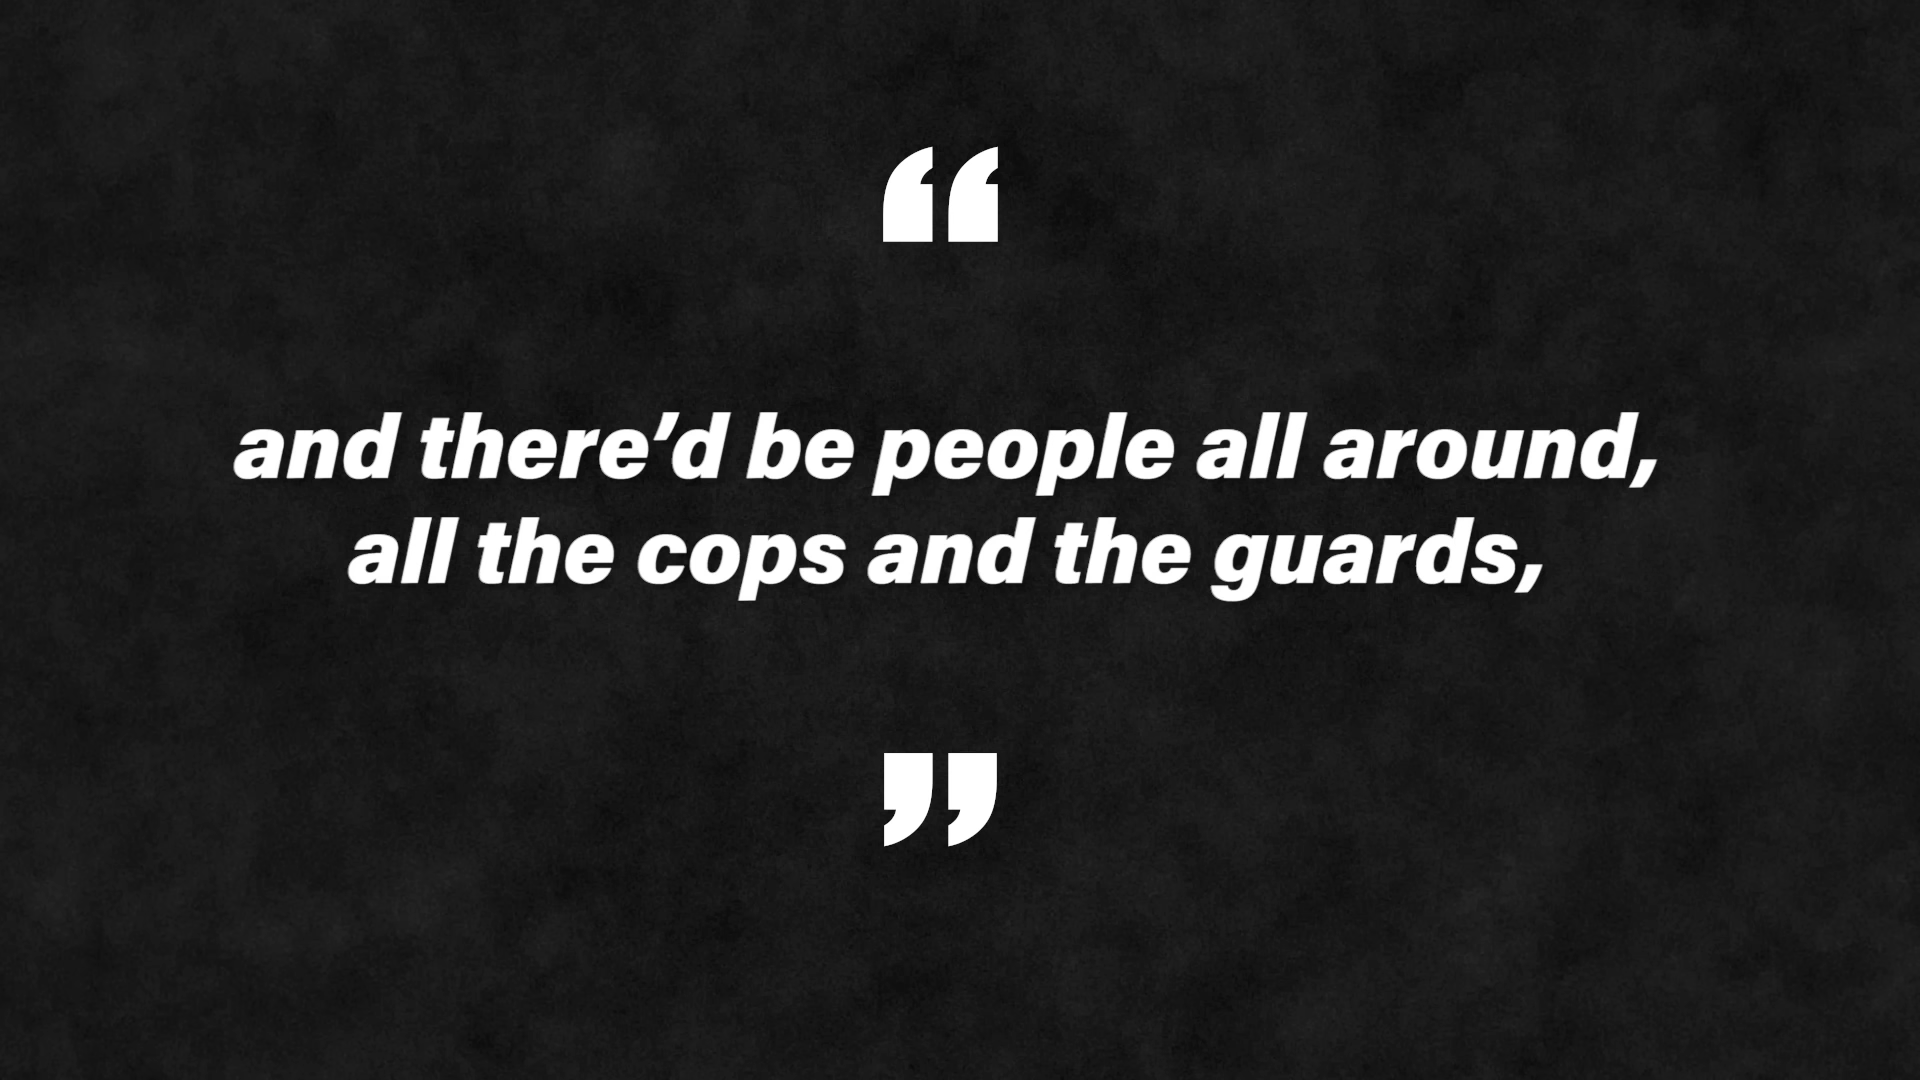 “
and there’d be people all around,
all the cops and the guards,
”